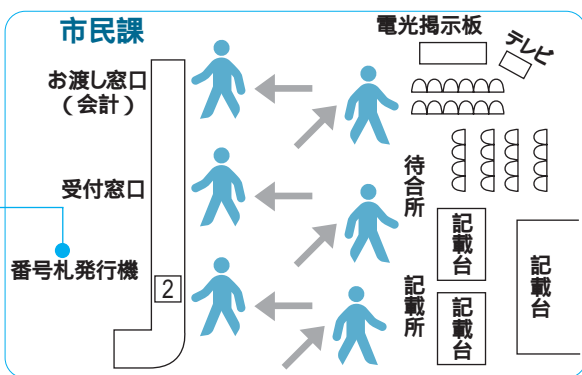 市民課
電光掲示板
テレビ
お渡し窓口
（会計）
受付窓口
待合所
番号札発行機
2
記載所
記載台
記載台
記載台